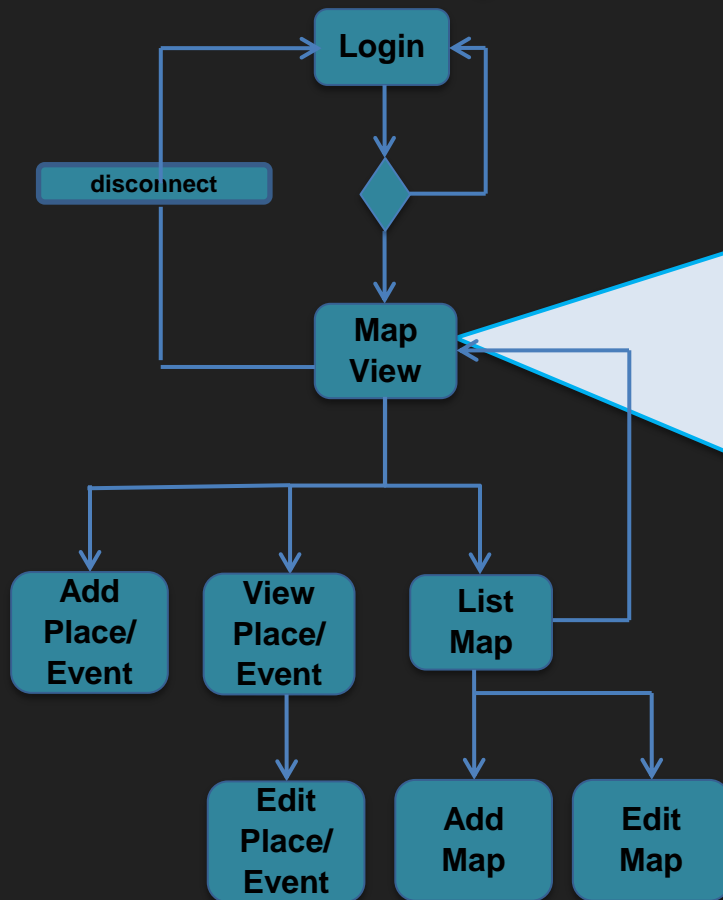 Login
disconnect
Map
View
Add
Place/
Event
View
Place/
Event
List
Map
Edit
Place/
Event
Add
Map
Edit
Map